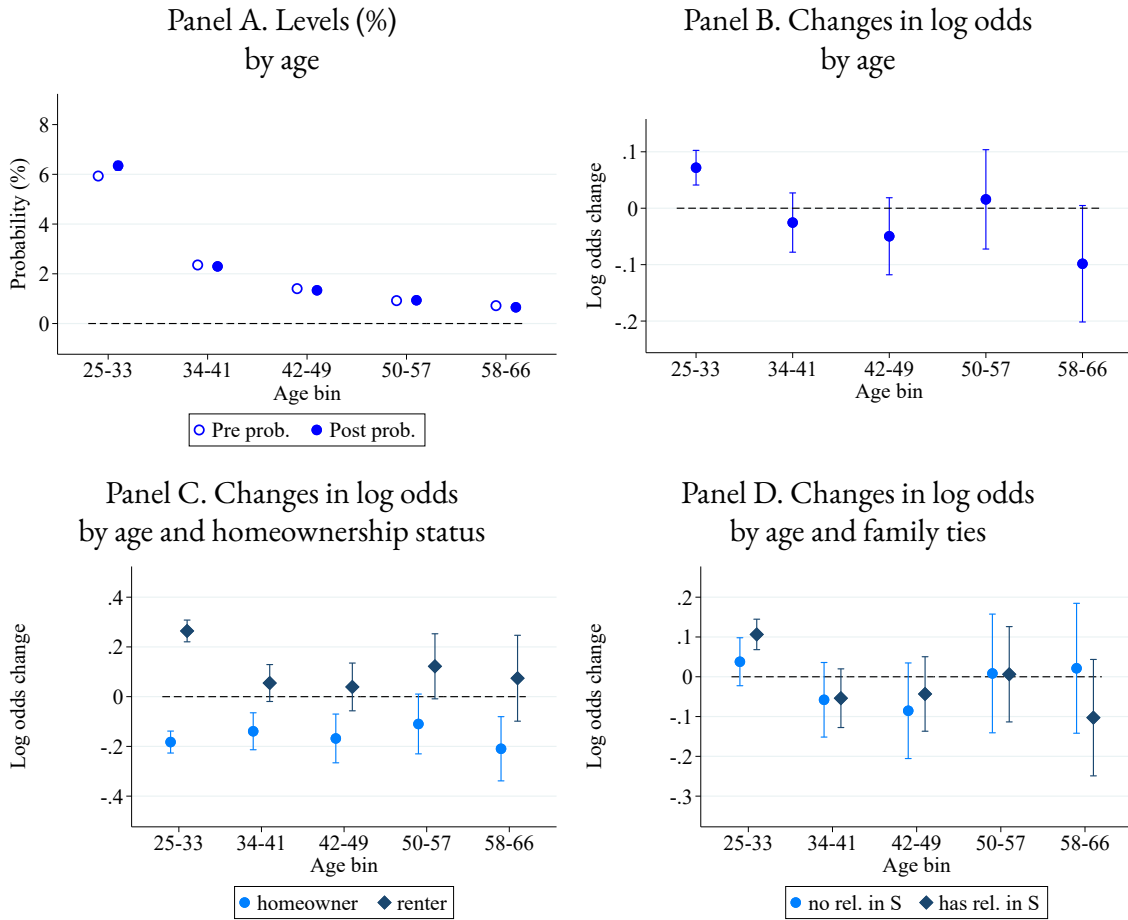 Panel A. Levels (%)
by age
Probability (%)
8
6
4
2
0
25-33
34-41
42-49
50-57
58-66
Age bin
Pre prob.
Post prob.
Panel B. Changes in log odds
by age
Log odds change
.1
0
-.1
-.2
25-33
34-41
42-49
50-57
58-66
Age bin
Panel C. Changes in log odds
by age and homeownership status
Log odds change
.4
.2
0
-.2
-.4
25-33
34-41
42-49
50-57
58-66
Age bin
homeowner
renter
Panel D. Changes in log odds
by age and family ties
Log odds change
.2
.1
0
-.1
-.2
-.3
25-33
34-41
42-49
50-57
58-66
Age bin
no rel. in S
has rel. in S